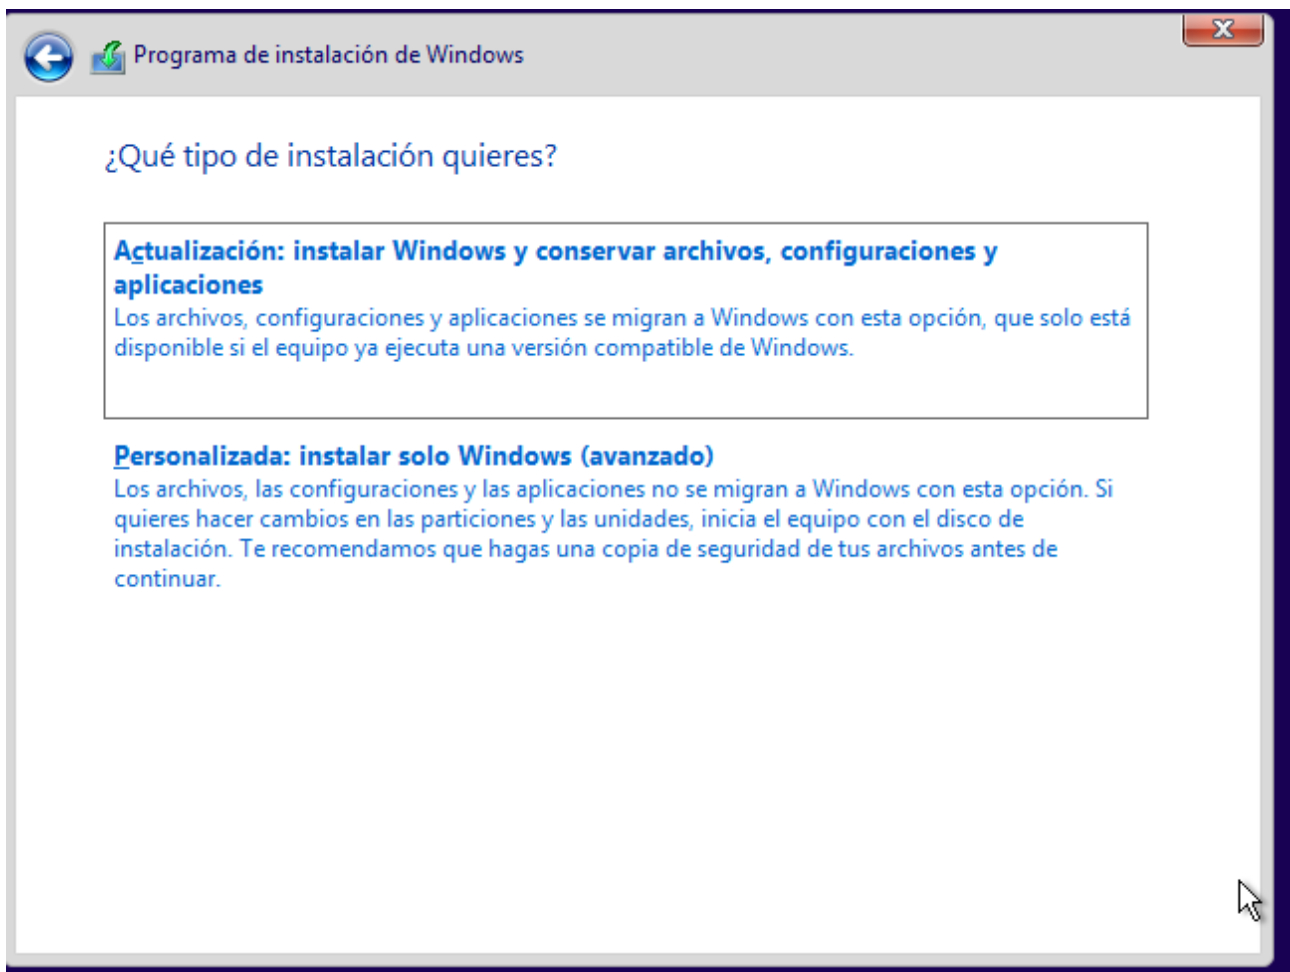 Programa de instalación de Windows
¿Qué tipo de instalación quieres?
Actualización: instalar Windows y conservar archivos, configuraciones y
aplicaciones
Los archivos, configuraciones y aplicaciones se migran a Windows con esta opción, que solo está
disponible si el equipo ya ejecuta una versión compatible de Windows.
Personalizada: instalar solo Windows (avanzado)
Los archivos, las configuraciones y las aplicaciones no se migran a Windows con esta opción. Si
quieres hacer cambios en las particiones y las unidades, inicia el equipo con el disco de
instalación. Te recomendamos que hagas una copia de seguridad de tus archivos antes de
continuar.